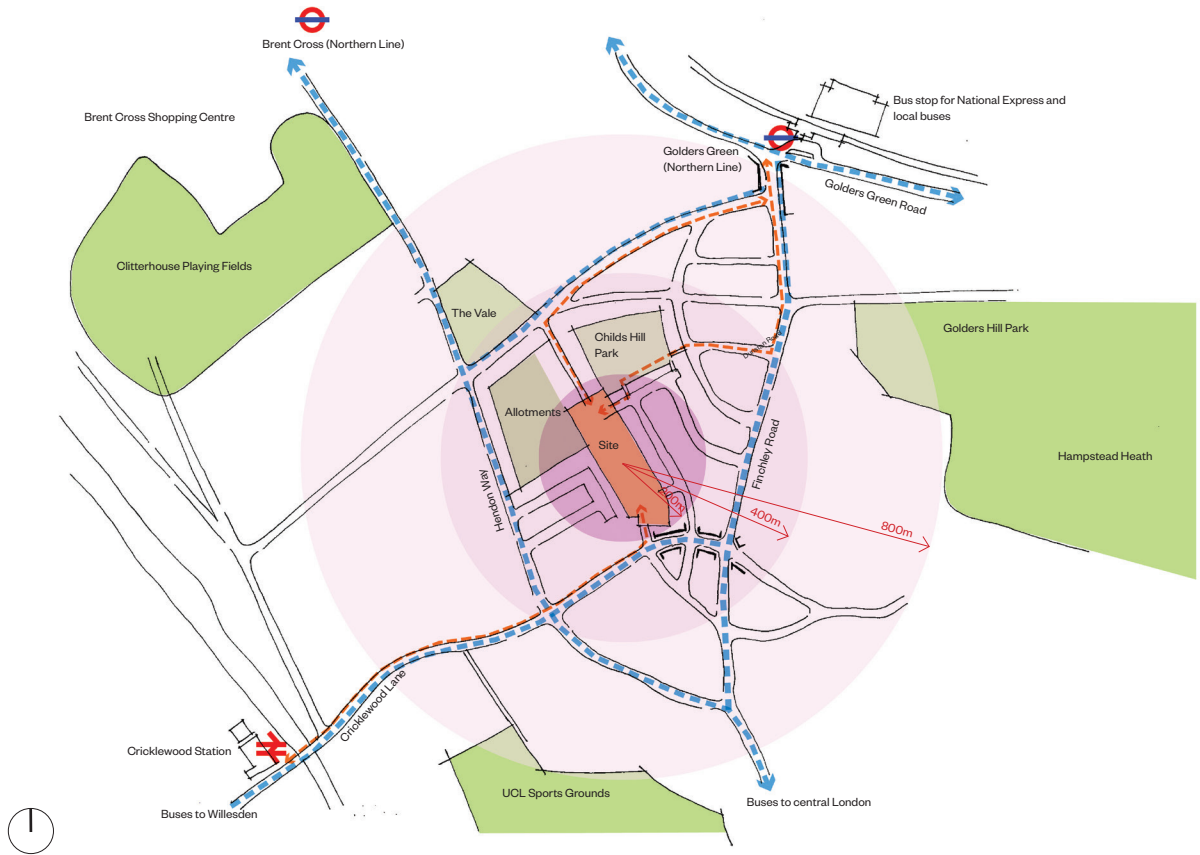 Brent Cross (Northern Line)
Brent Cross Shopping Centre
Bus stop for National Express and
local buses
Golders Green
(Northern Line)
Golders Green Road
Clitterhouse Playing Fields
The Vale
Childs Hill
Park
Golders Hill Park
Allotments
Site
Finchley Road
Hampstead Heath
Hendon Way
200m
400m
800m
Cricklewood Lane
Cricklewood Station
Buses to Willesden
UCL Sports Grounds
Buses to central London